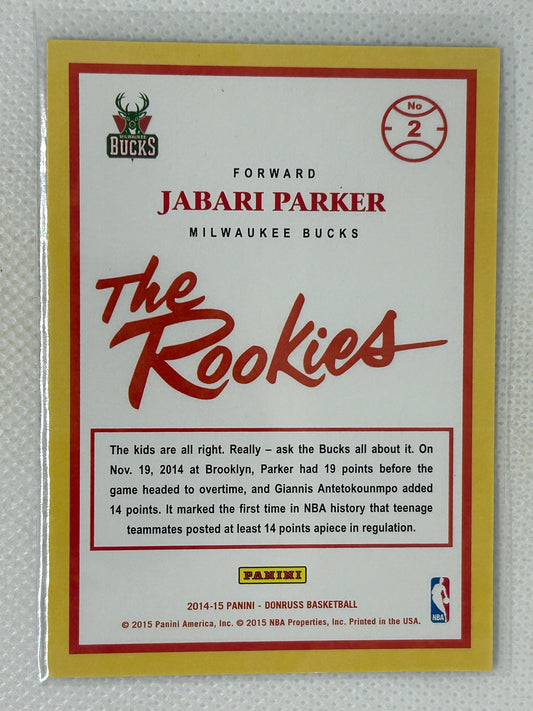 MILWAUKEE
BUCKS
No
2
FORWARD
JABARI PARKER
MILWAUKEE BUCKS
The
Rookies
The kids are all right. Really – ask the Bucks all about it. On
Nov. 19, 2014 at Brooklyn, Parker had 19 points before the
game headed to overtime, and Giannis Antetokounmpo added
14 points. It marked the first time in NBA history that teenage
teammates posted at least 14 points apiece in regulation.
PANINI
2014-15 PANINI - DONRUSS BASKETBALL
© 2015 Panini America, Inc. © 2015 NBA Properties, Inc. Printed in the USA.
NBA